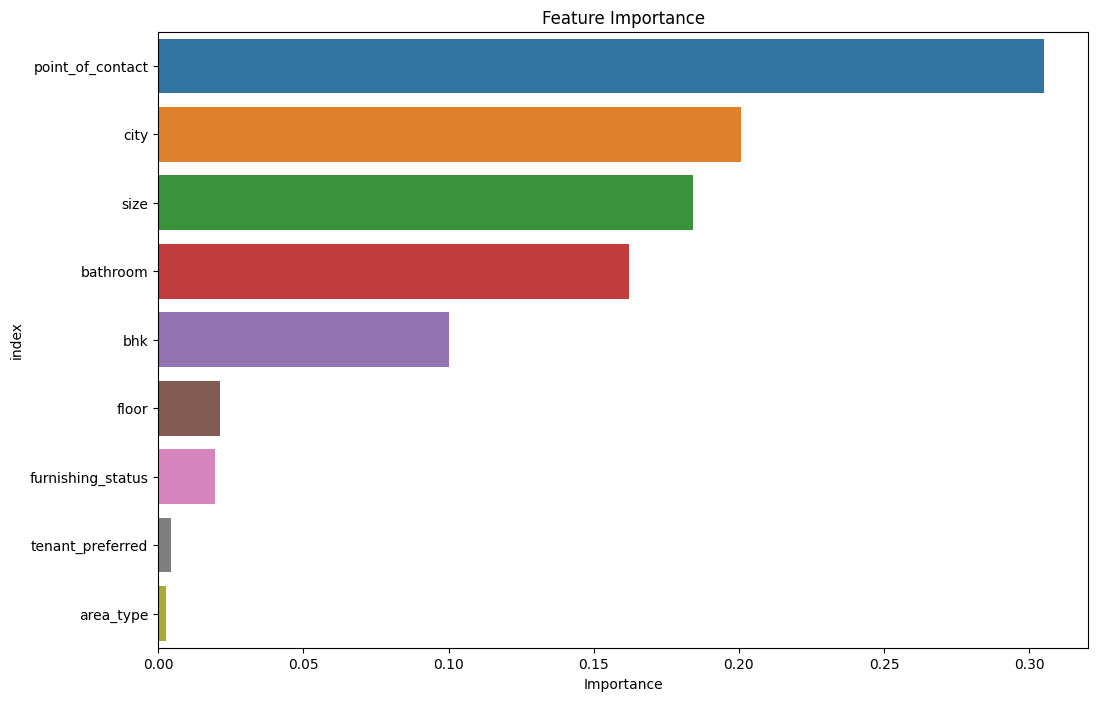 Feature Importance
point_of_contact
city
size
bathroom
bhk
floor
furnishing_status
tenant_preferred
area_type
index
0.00 0.05 0.10 0.15 0.20 0.25 0.30
Importance